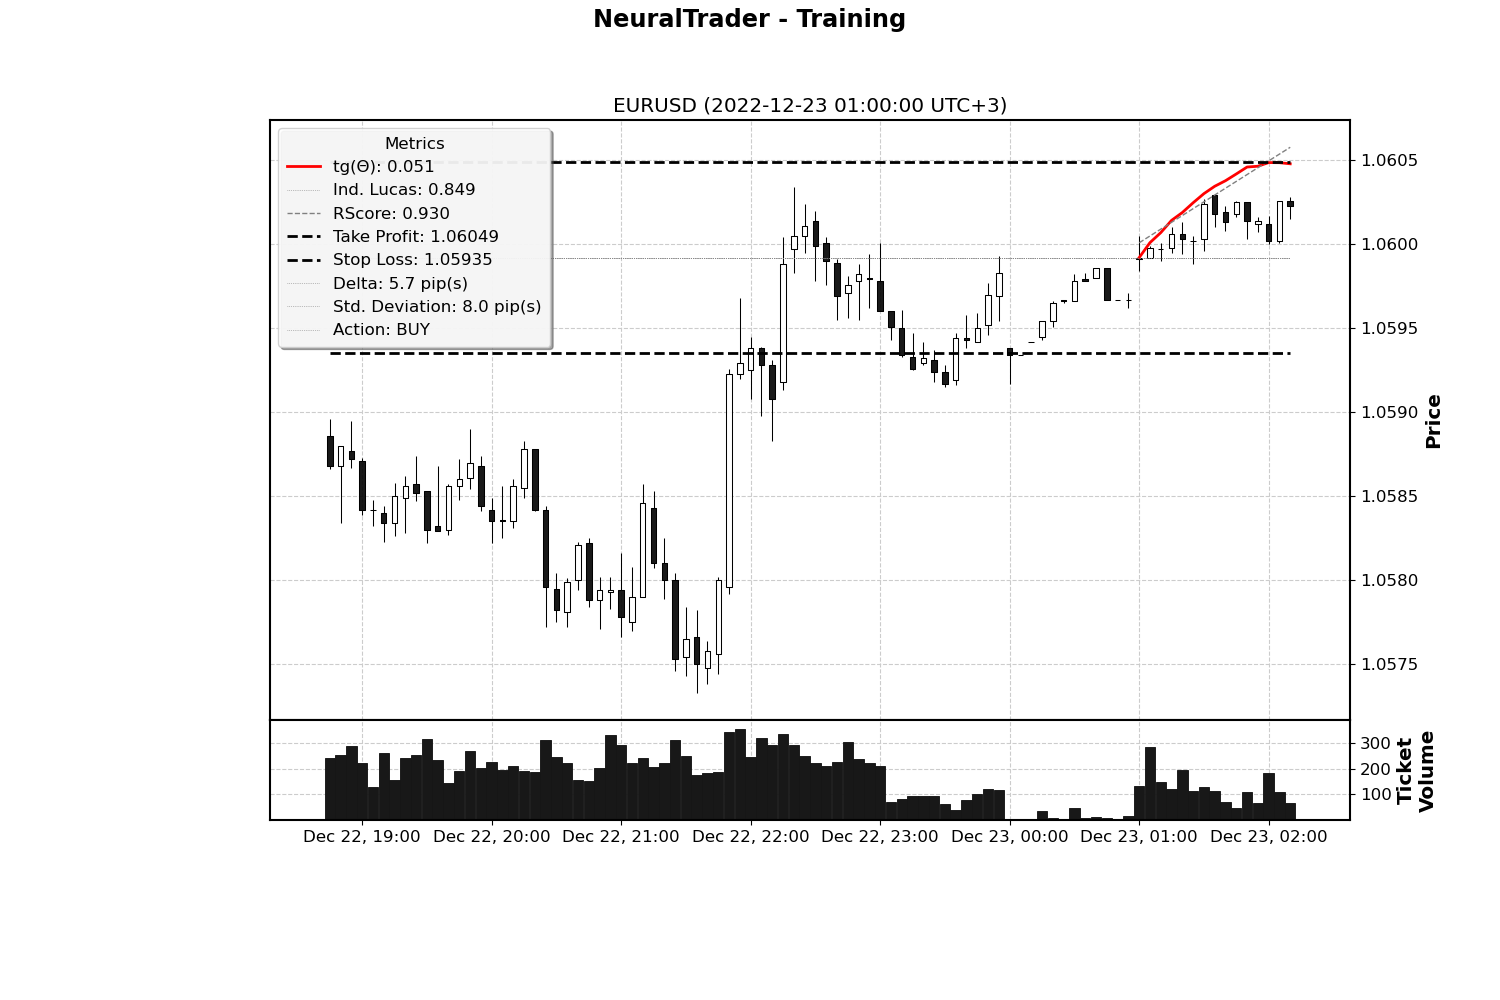 NeuralTrader - Training
EURUSD (2022-12-23 01:00:00 UTC+3)
Metrics
tg(Θ): 0.051
Ind. Lucas: 0.849
RScore: 0.930
Take Profit: 1.06049
Stop Loss: 1.05935
Delta: 5.7 pip(s)
Std. Deviation: 8.0 pip(s)
Action: BUY
1.0605
1.0600
1.0595
1.0590
1.0585
1.0580
1.0575
Price
300
200
100
Ticket
Volume
Dec 22, 19:00 Dec 22, 20:00 Dec 22, 21:00 Dec 22, 22:00 Dec 22, 23:00 Dec 23, 00:00 Dec 23, 01:00 Dec 23, 02:00